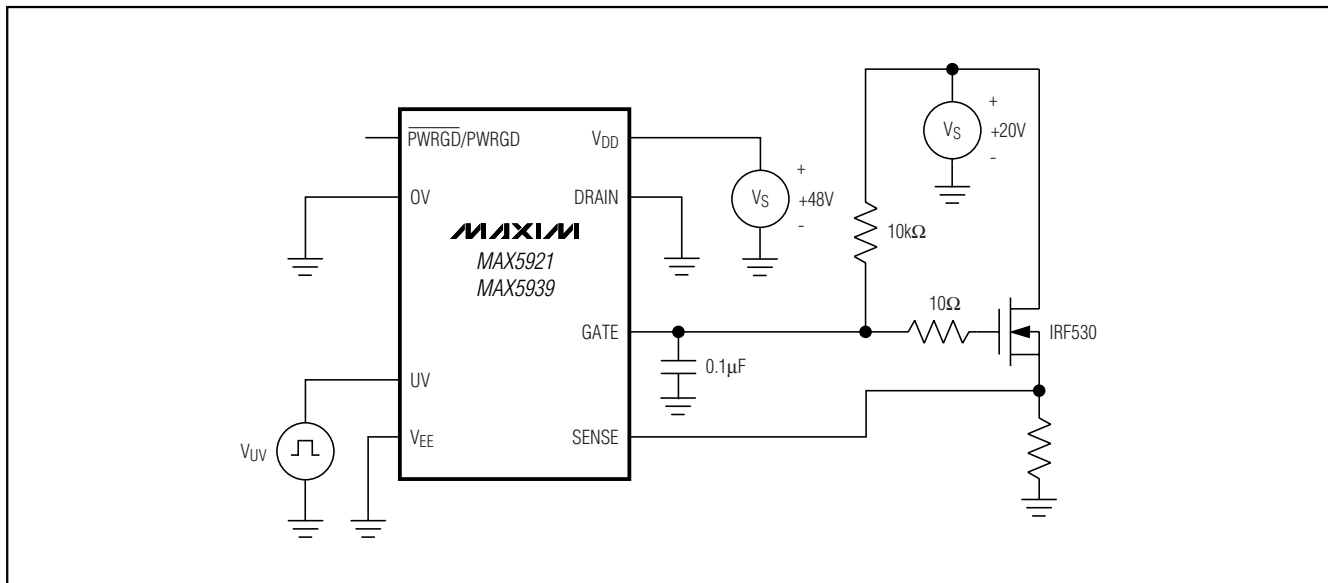 P̅W̅R̅G̅D̅/PWRGD
VDD
OV
DRAIN
MAXIM
MAX5921
MAX5939
GATE
UV
VEE
SENSE
VUV
VS
+
+48V
-
VS
+
+20V
-
10kΩ
10Ω
IRF530
0.1μF